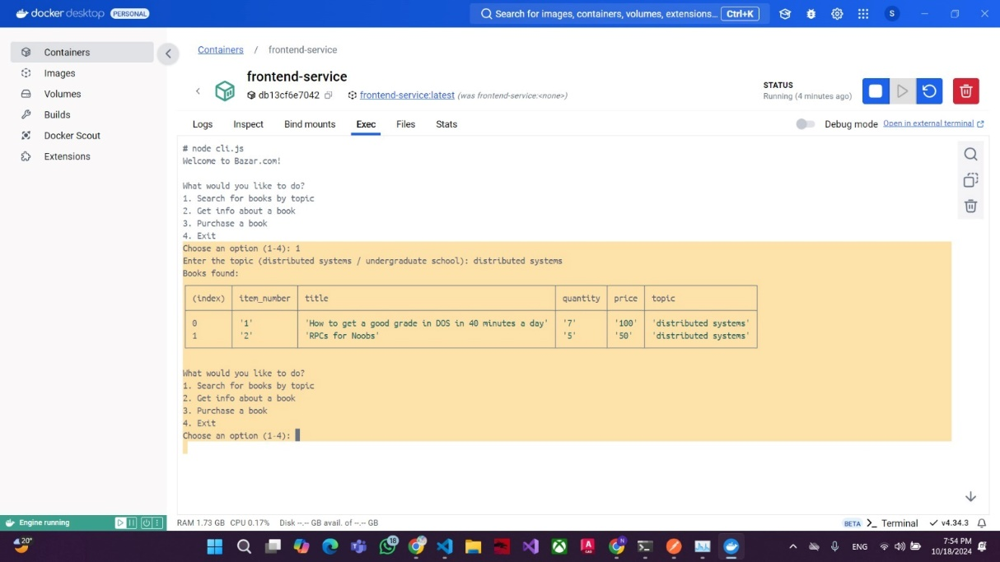 docker desktop PERSONAL
Search for images, containers, volumes, extensions... Ctrl+K
S
Containers
Images
Volumes
Builds
Docker Scout
Extensions
Containers / frontend-service
frontend-service
db13cf6e7042 frontend-service:latest (was frontend-service:<none>)
STATUS
Running (4 minutes ago)
Logs Inspect Bind mounts Exec Files Stats
Debug mode Open in external terminal
# node cli.js
Welcome to Bazar.com!
What would you like to do?
1. Search for books by topic
2. Get info about a book
3. Purchase a book
4. Exit
Choose an option (1-4): 1
Enter the topic (distributed systems / undergraduate school): distributed systems
Books found:
(index) item_number title quantity price topic
0 '1' 'How to get a good grade in DOS in 40 minutes a day' '7' '100' 'distributed systems'
1 '2' 'RPCs for Noobs' '5' '50' 'distributed systems'
What would you like to do?
1. Search for books by topic
2. Get info about a book
3. Purchase a book
4. Exit
Choose an option (1-4):
Engine running
RAM 1.73 GB CPU 0.17% Disk --.-- GB avail. of --.-- GB
BETA >_ Terminal v4.34.3
20°
18
ENG
7:54 PM
10/18/2024